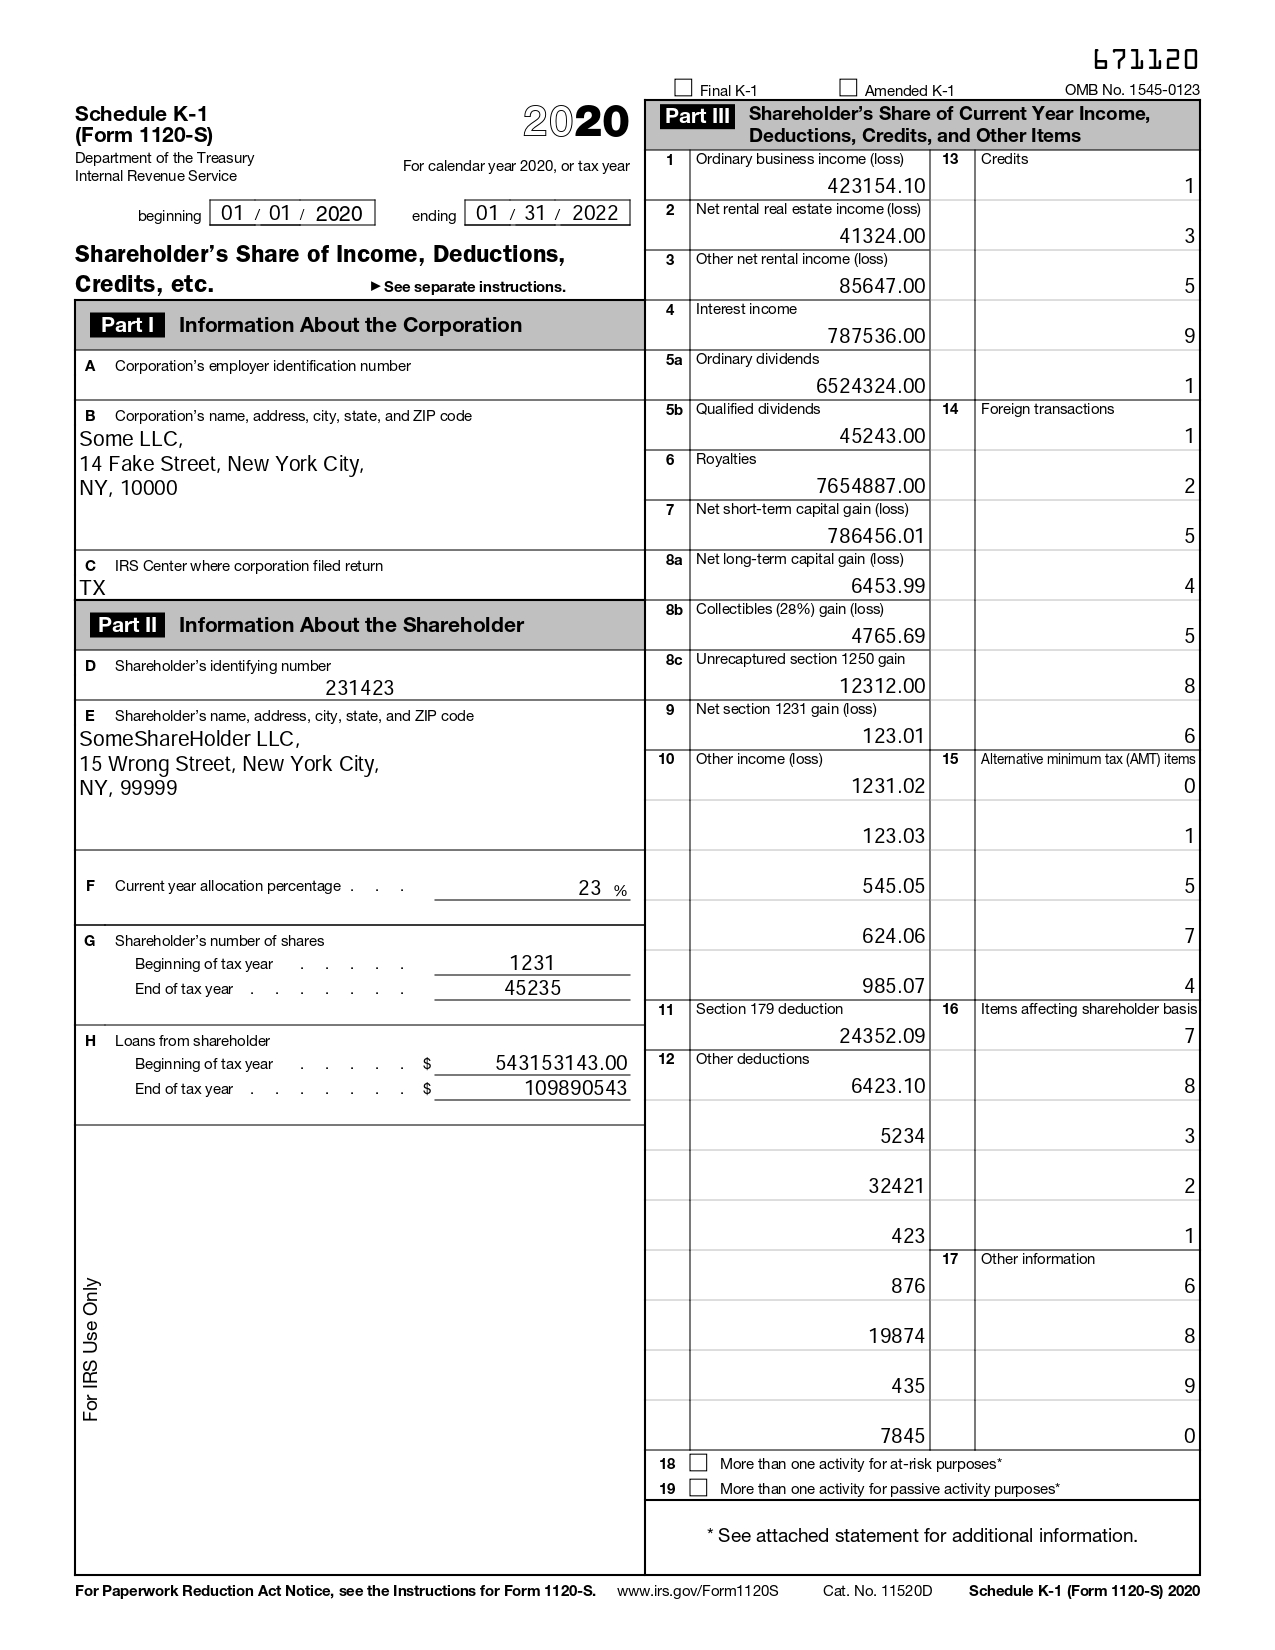 671120
Final K-1
Amended K-1
OMB No. 1545-0123
Schedule K-1
(Form 1120-S)
2020
Department of the Treasury
Internal Revenue Service
For calendar year 2020, or tax year
beginning 01 / 01 / 2020 ending 01 / 31 / 2022
Shareholder's Share of Income, Deductions,
Credits, etc. ▶ See separate instructions.
Part I Information About the Corporation
A Corporation's employer identification number
B Corporation's name, address, city, state, and ZIP code
Some LLC,
14 Fake Street, New York City,
NY, 10000
C IRS Center where corporation filed return
TX
Part II Information About the Shareholder
D Shareholder's identifying number
231423
E Shareholder's name, address, city, state, and ZIP code
SomeShareHolder LLC,
15 Wrong Street, New York City,
NY, 99999
F Current year allocation percentage . . . 23 %
G Shareholder's number of shares
Beginning of tax year . . . . . 1231
End of tax year . . . . . . . 45235
H Loans from shareholder
Beginning of tax year . . . . . $ 543153143.00
End of tax year . . . . . . . $ 109890543
For IRS Use Only
Part III Shareholder's Share of Current Year Income,
Deductions, Credits, and Other Items
1 Ordinary business income (loss)
423154.10
2 Net rental real estate income (loss)
41324.00
3 Other net rental income (loss)
85647.00
4 Interest income
787536.00
5a Ordinary dividends
6524324.00
5b Qualified dividends
45243.00
6 Royalties
7654887.00
7 Net short-term capital gain (loss)
786456.01
8a Net long-term capital gain (loss)
6453.99
8b Collectibles (28%) gain (loss)
4765.69
8c Unrecaptured section 1250 gain
12312.00
9 Net section 1231 gain (loss)
123.01
10 Other income (loss)
1231.02
123.03
545.05
624.06
985.07
11 Section 179 deduction
24352.09
12 Other deductions
6423.10
5234
32421
423
876
19874
435
7845
13 Credits
1
3
5
9
1
14 Foreign transactions
1
2
5
4
5
8
6
15 Alternative minimum tax (AMT) items
0
1
5
7
4
16 Items affecting shareholder basis
7
8
3
2
1
17 Other information
6
8
9
0
18 More than one activity for at-risk purposes*
19 More than one activity for passive activity purposes*
* See attached statement for additional information.
For Paperwork Reduction Act Notice, see the Instructions for Form 1120-S. www.irs.gov/Form1120S Cat. No. 11520D Schedule K-1 (Form 1120-S) 2020